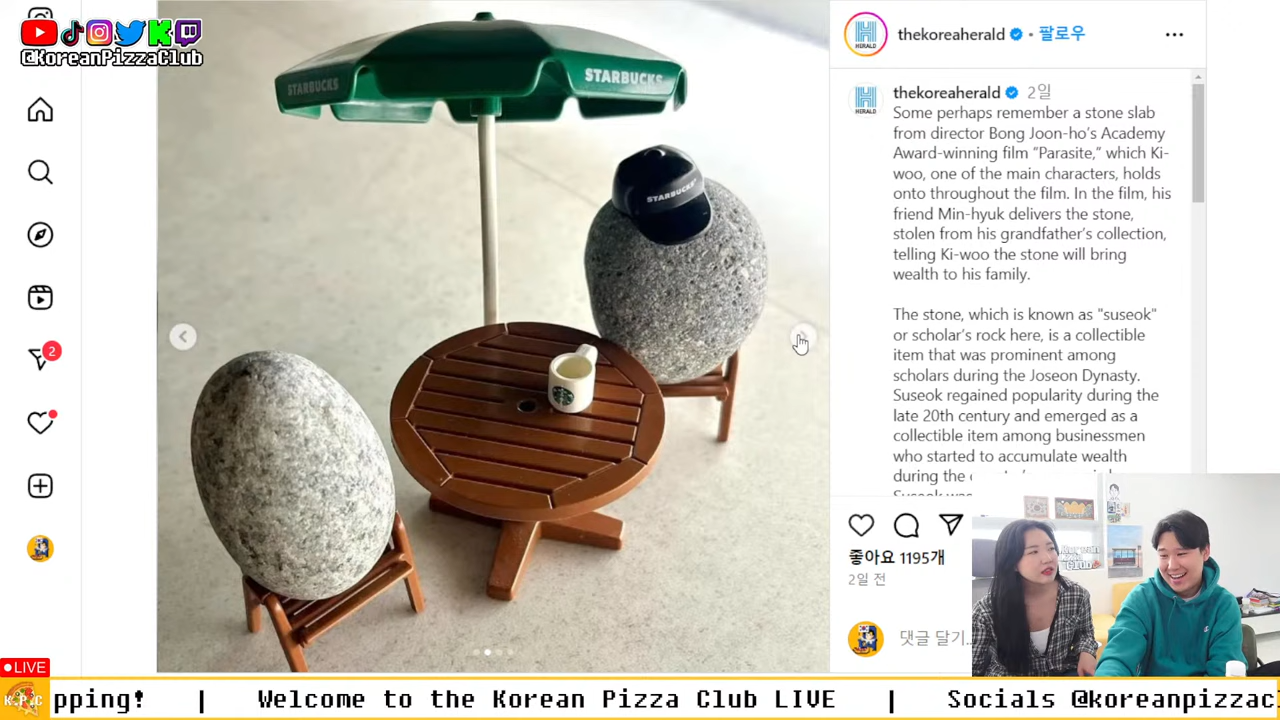 @KoreanPizzaClub
STARBUCKS
STARBUCKS
STARBUCKS
2
HERALD
thekoreaherald • 팔로우
HERALD
thekoreaherald 2일
Some perhaps remember a stone slab
from director Bong Joon-ho's Academy
Award-winning film “Parasite,” which Ki-
woo, one of the main characters, holds
onto throughout the film. In the film, his
friend Min-hyuk delivers the stone,
stolen from his grandfather's collection,
telling Ki-woo the stone will bring
wealth to his family.
The stone, which is known as "suseok"
or scholar's rock here, is a collectible
item that was prominent among
scholars during the Joseon Dynasty.
Suseok regained popularity during the
late 20th century and emerged as a
collectible item among businessmen
who started to accumulate wealth
during the
좋아요 1195개
2일 전
댓글 달기...
Korean
Club
LIVE
K.P.C
pping! | Welcome to the Korean Pizza Club LIVE | Socials @koreanpizzac